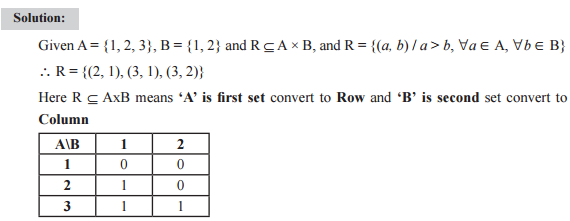 Solution:
Given A = {1, 2, 3}, B = {1, 2} and R ⊆ A × B, and R = {(a, b) / a > b, ∀a ∈ A, ∀b ∈ B}
∴ R = {(2, 1), (3, 1), (3, 2)}
Here R ⊆ AxB means ‘A’ is first set convert to Row and ‘B’ is second set convert to
Column
A\B 1 2
1 0 0
2 1 0
3 1 1